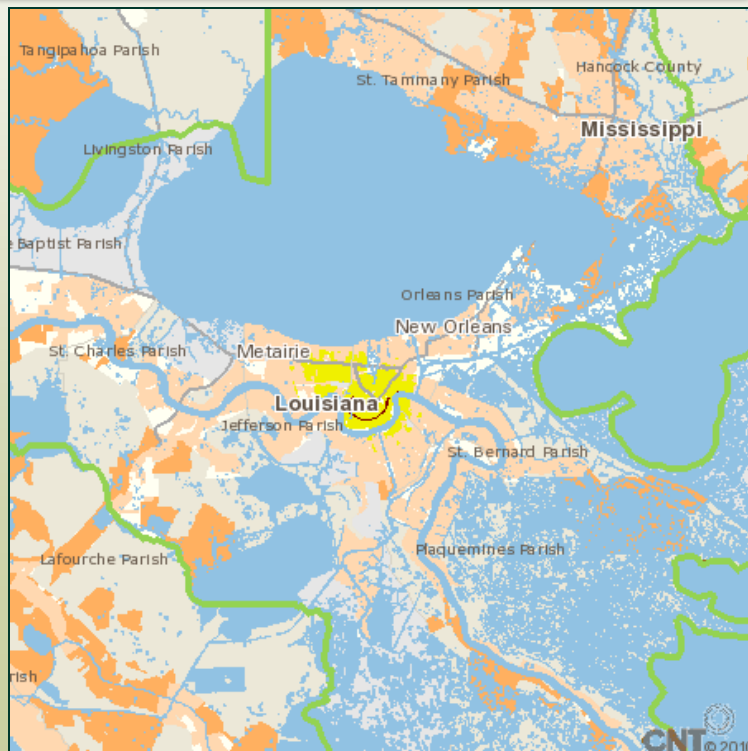 Tangipahoa Parish
St. Tammany Parish
Hancock County
Mississippi
Livingston Parish
Baptist Parish
Orleans Parish
New Orleans
St. Charles Parish
Metairie
Louisiana
Jefferson Parish
St. Bernard Parish
Plaquemines Parish
Lafourche Parish
CNT